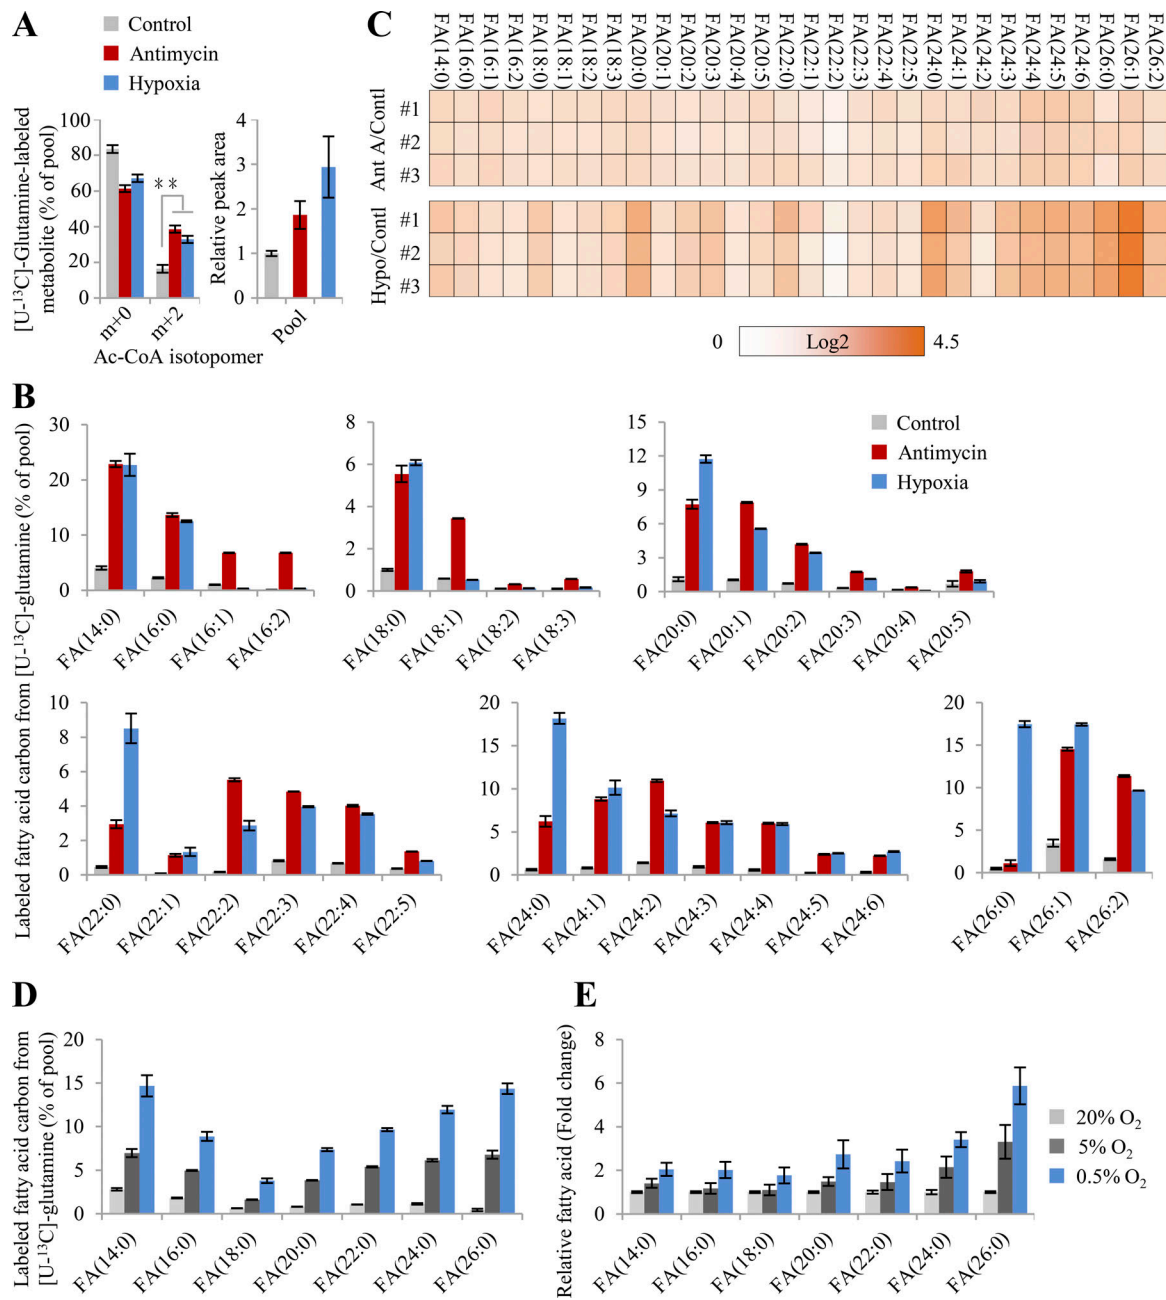 A
Control
Antimycin
Hypoxia
[U-¹³C]-Glutamine-labeled
metabolite (% of pool)
100
80
60
40
20
0
**
m+0
m+2
Ac-CoA isotopomer
Relative peak area
4
3
2
1
0
Pool
C
FA(14:0)
FA(16:0)
FA(16:1)
FA(16:2)
FA(18:0)
FA(18:1)
FA(18:2)
FA(18:3)
FA(20:0)
FA(20:1)
FA(20:2)
FA(20:3)
FA(20:4)
FA(20:5)
FA(22:0)
FA(22:1)
FA(22:2)
FA(22:3)
FA(22:4)
FA(22:5)
FA(24:0)
FA(24:1)
FA(24:2)
FA(24:3)
FA(24:4)
FA(24:5)
FA(24:6)
FA(26:0)
FA(26:1)
FA(26:2)
Ant A/Contl
#1
#2
#3
Hypo/Contl
#1
#2
#3
0 Log2 4.5
B
Labeled fatty acid carbon from [U-¹³C]-glutamine (% of pool)
30
20
10
0
FA(14:0)
FA(16:0)
FA(16:1)
FA(16:2)
8
6
4
2
0
FA(18:0)
FA(18:1)
FA(18:2)
FA(18:3)
15
12
9
6
3
0
FA(20:0)
FA(20:1)
FA(20:2)
FA(20:3)
FA(20:4)
FA(20:5)
Control
Antimycin
Hypoxia
10
8
6
4
2
0
FA(22:0)
FA(22:1)
FA(22:2)
FA(22:3)
FA(22:4)
FA(22:5)
20
15
10
5
0
FA(24:0)
FA(24:1)
FA(24:2)
FA(24:3)
FA(24:4)
FA(24:5)
FA(24:6)
20
15
10
5
0
FA(26:0)
FA(26:1)
FA(26:2)
D
Labeled fatty acid carbon from
[U-¹³C]-glutamine (% of pool)
20
15
10
5
0
FA(14:0)
FA(16:0)
FA(18:0)
FA(20:0)
FA(22:0)
FA(24:0)
FA(26:0)
E
Relative fatty acid (Fold change)
8
6
4
2
0
FA(14:0)
FA(16:0)
FA(18:0)
FA(20:0)
FA(22:0)
FA(24:0)
FA(26:0)
20% O₂
5% O₂
0.5% O₂